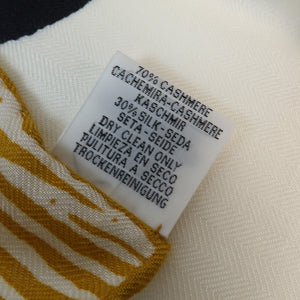 70% CASHMERE
CACHEMIRA-CASHMERE
KASCHMIR
30% SILK-SEDA
SETA-SEIDE
DRY CLEAN ONLY
LIMPIEZA EN SECO
PULITURA A SECCO
TROCKENREINIGUNG